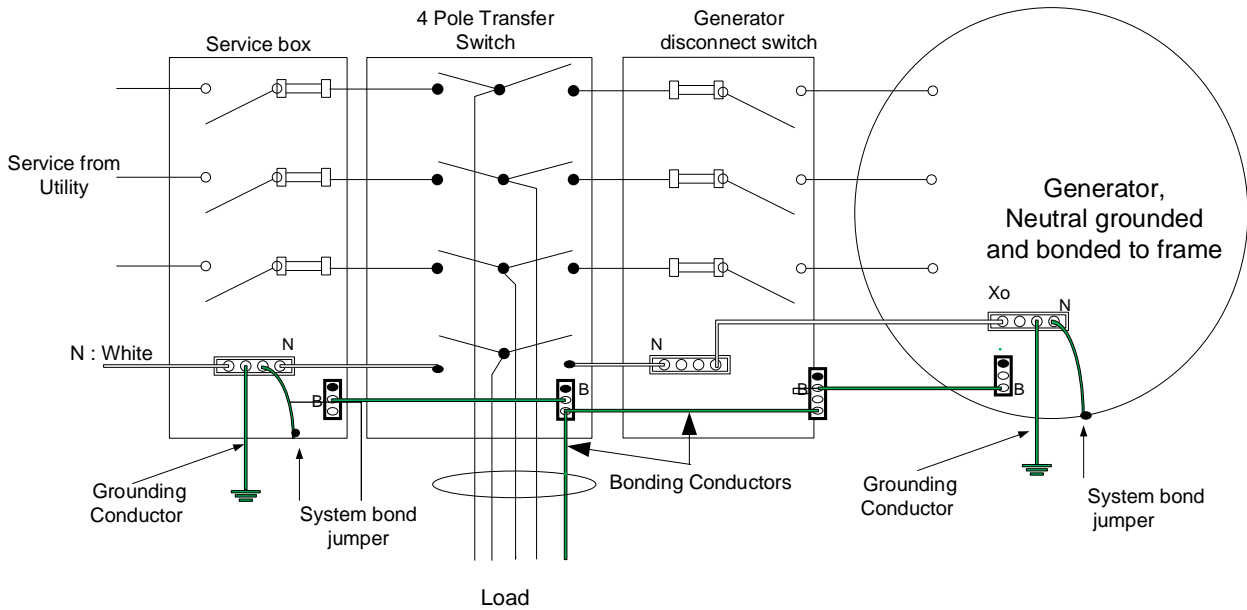 4 Pole Transfer
Switch
Generator
disconnect switch
Service box
Service from
Utility
Generator,
Neutral grounded
and bonded to frame
Xo
N
N : White
N
N
B
B
B
B
Grounding
Conductor
System bond
jumper
Bonding Conductors
Grounding
Conductor
System bond
jumper
Load